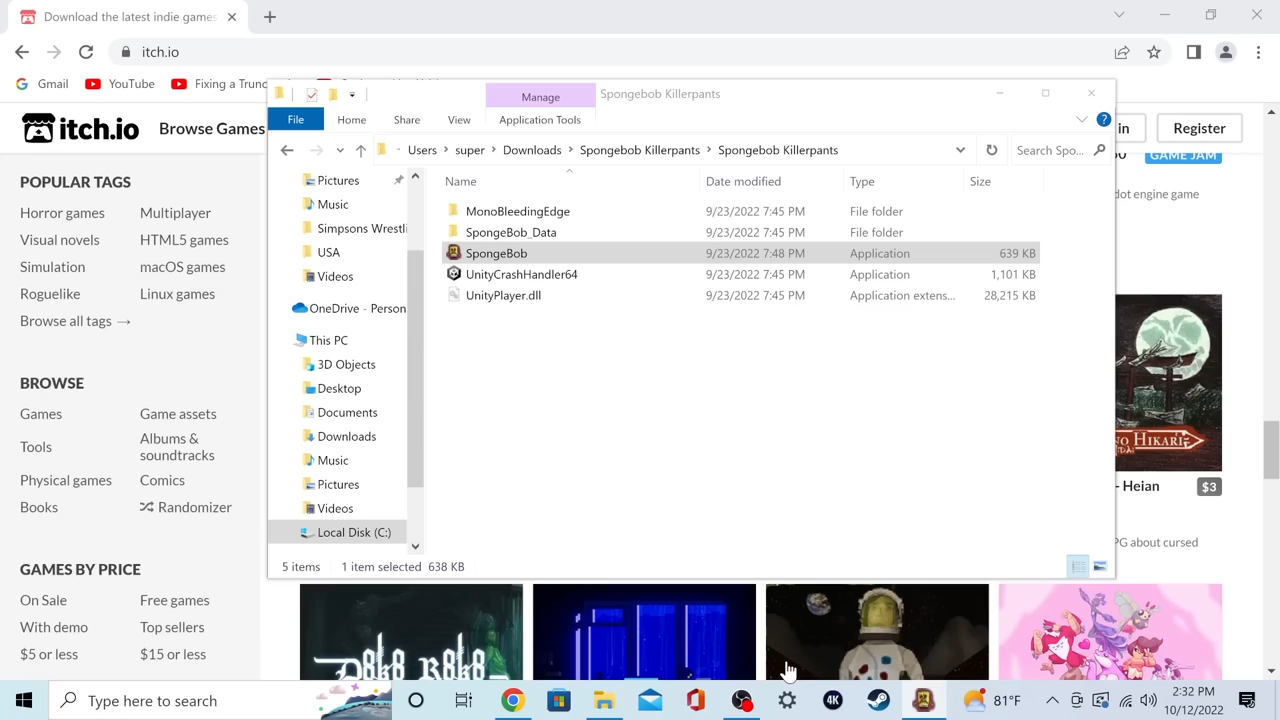 Download the latest indie games
itch.io
Gmail
YouTube
Fixing a Trunc
itch.io
Browse Games
in
Register
POPULAR TAGS
Horror games
Multiplayer
Visual novels
HTML5 games
Simulation
macOS games
Roguelike
Linux games
Browse all tags →
BROWSE
Games
Game assets
Tools
Albums &
soundtracks
Physical games
Comics
Books
Randomizer
GAMES BY PRICE
On Sale
Free games
With demo
Top sellers
$5 or less
$15 or less
Manage
Spongebob Killerpants
File
Home
Share
View
Application Tools
Users > super > Downloads > Spongebob Killerpants > Spongebob Killerpants
Search Spo...
Name
Date modified
Type
Size
MonoBleedingEdge
9/23/2022 7:45 PM
File folder
SpongeBob_Data
9/23/2022 7:45 PM
File folder
SpongeBob
9/23/2022 7:48 PM
Application
639 KB
UnityCrashHandler64
9/23/2022 7:45 PM
Application
1,101 KB
UnityPlayer.dll
9/23/2022 7:45 PM
Application extens...
28,215 KB
Pictures
Music
Simpsons Wrestli
USA
Videos
OneDrive - Person
This PC
3D Objects
Desktop
Documents
Downloads
Music
Pictures
Videos
Local Disk (C:)
5 items
1 item selected 638 KB
GAME JAM
dot engine game
- Heian
$3
PG about cursed
Type here to search
4K
81°F
2:32 PM
10/12/2022